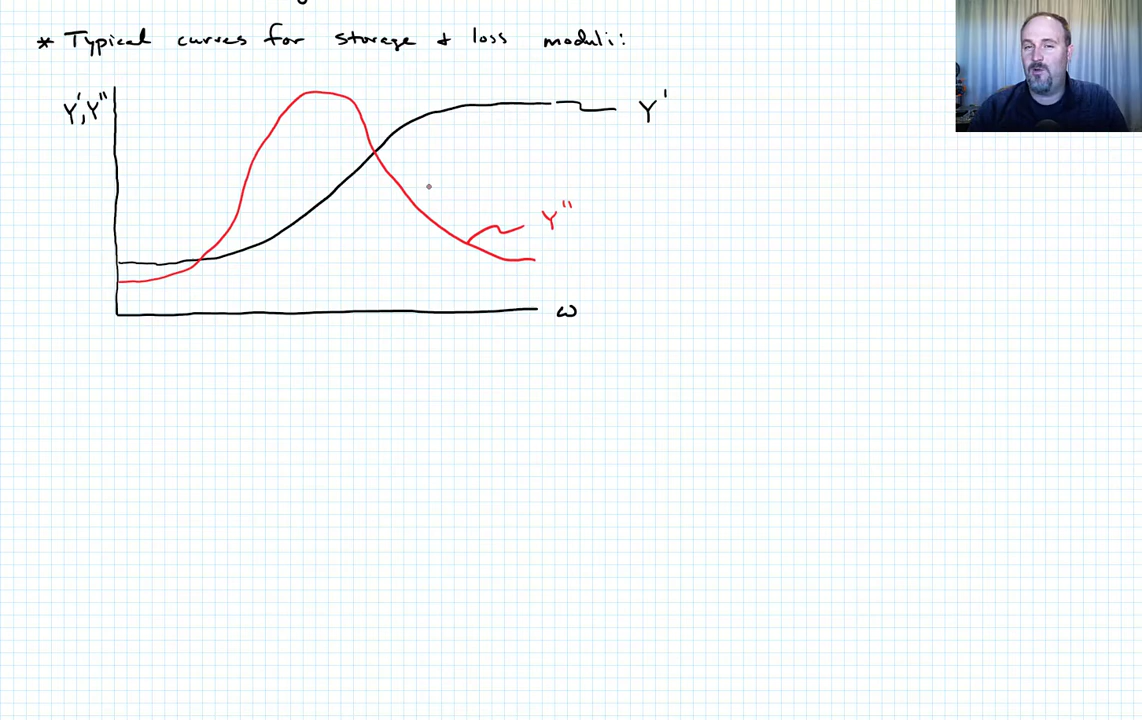 * Typical curves for storage & loss moduli:
Y', Y"
Y'
Y"
ω